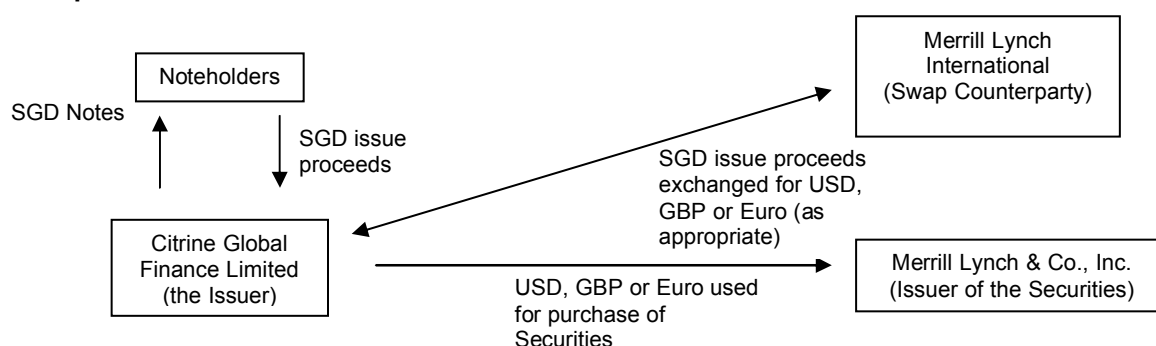 Noteholders
SGD Notes
SGD issue
proceeds
Merrill Lynch
International
(Swap Counterparty)
SGD issue proceeds
exchanged for USD,
GBP or Euro (as
appropriate)
Citrine Global
Finance Limited
(the Issuer)
USD, GBP or Euro used
for purchase of
Securities
Merrill Lynch & Co., Inc.
(Issuer of the Securities)